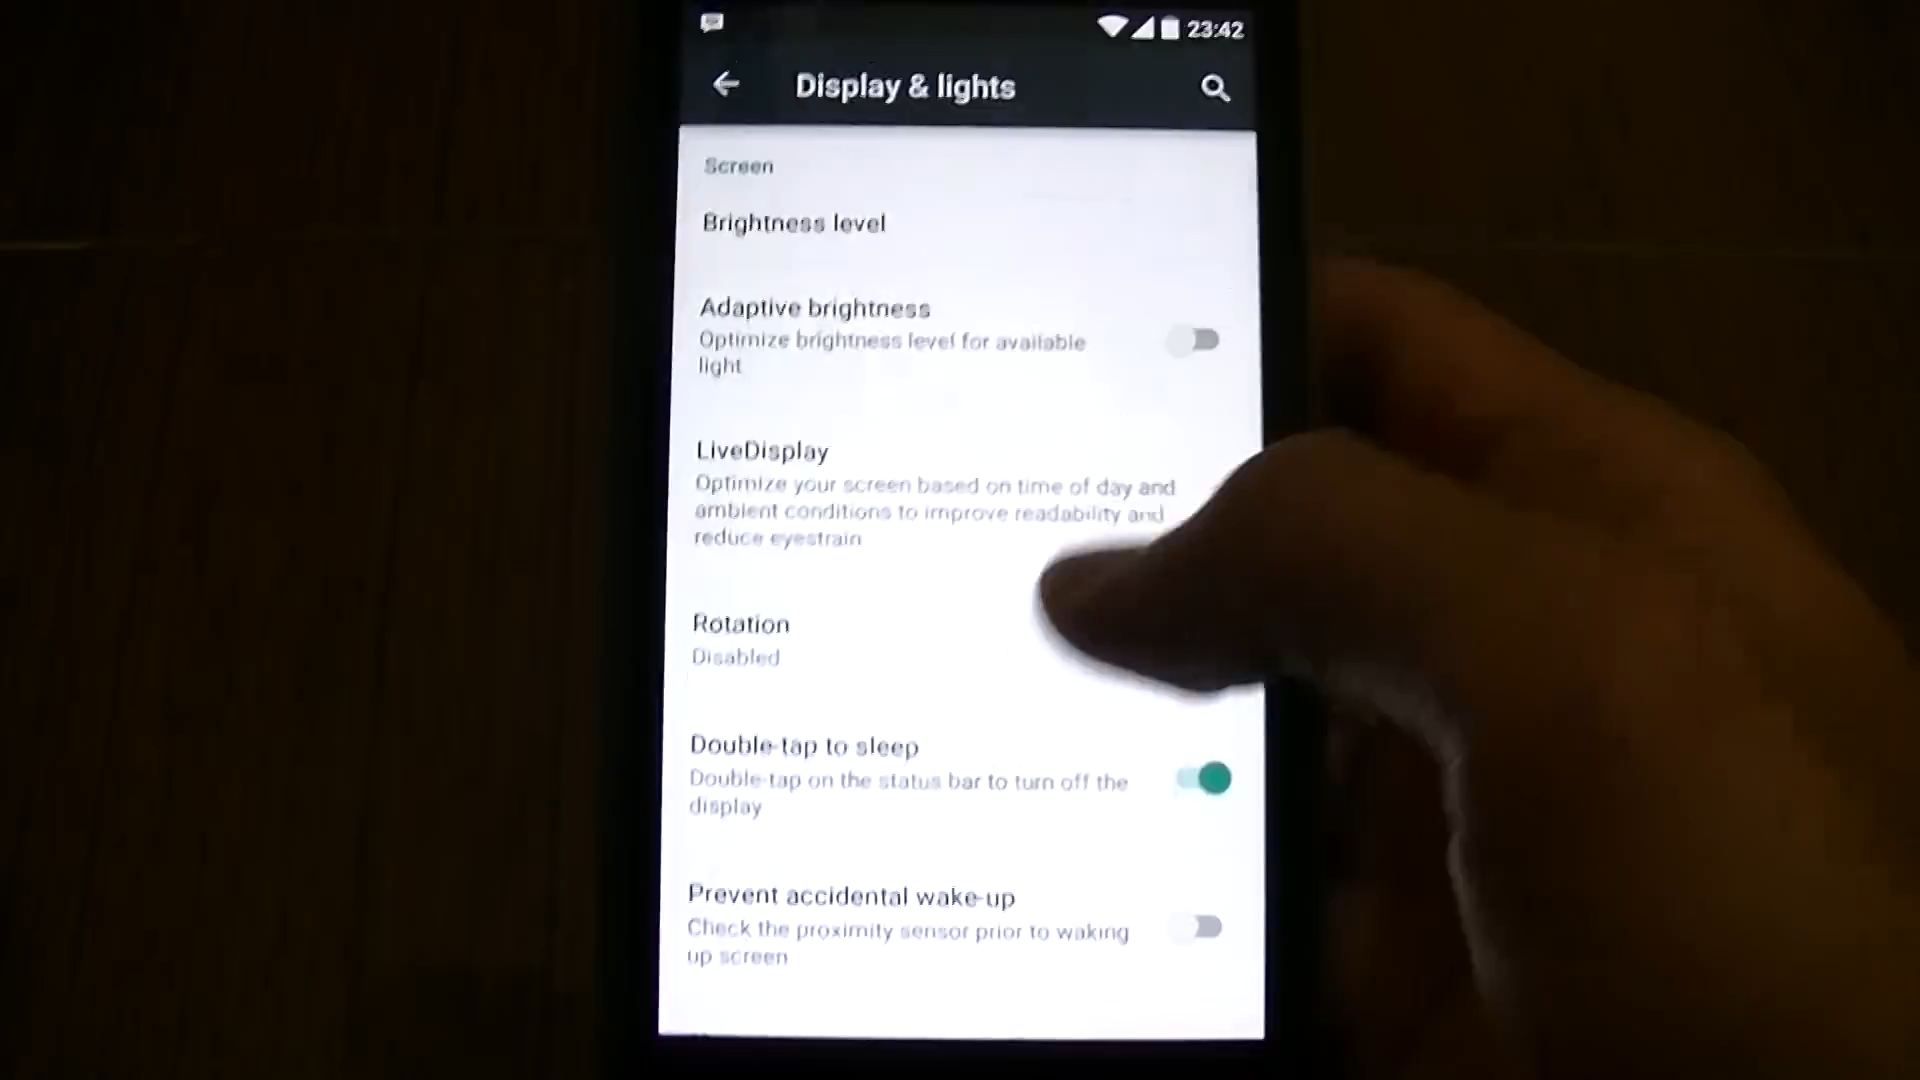 23:42
Display & lights
Screen
Brightness level
Adaptive brightness
Optimize brightness level for available
light
LiveDisplay
Optimize your screen based on time of day and
ambient conditions to improve readability and
reduce eyestrain
Rotation
Disabled
Double-tap to sleep
Double-tap on the status bar to turn off the
display
Prevent accidental wake-up
Check the proximity sensor prior to waking
up screen